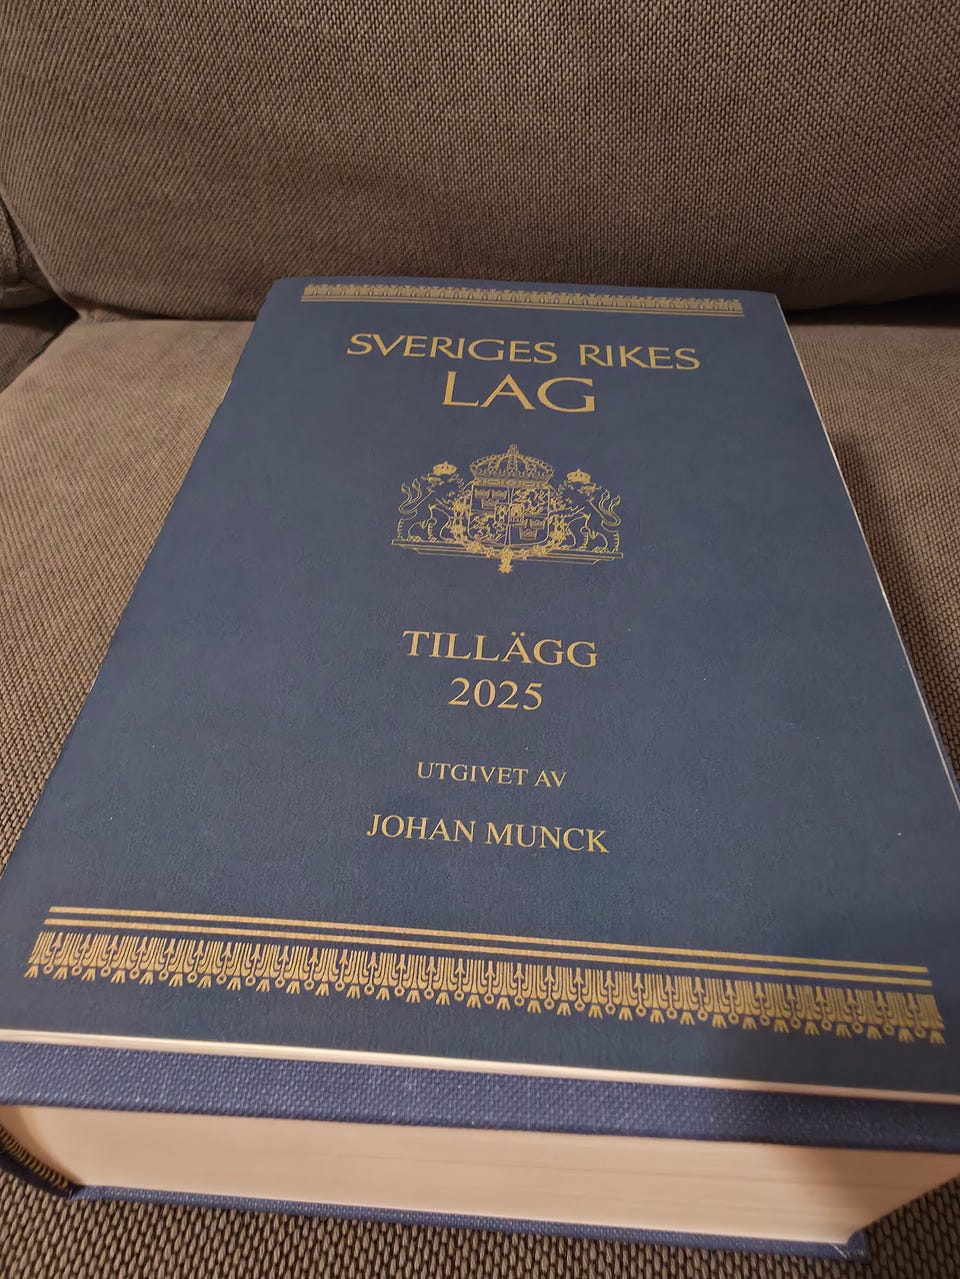 SVERIGES RIKES
LAG
TILLÄGG
2025
UTGIVET AV
JOHAN MUNCK